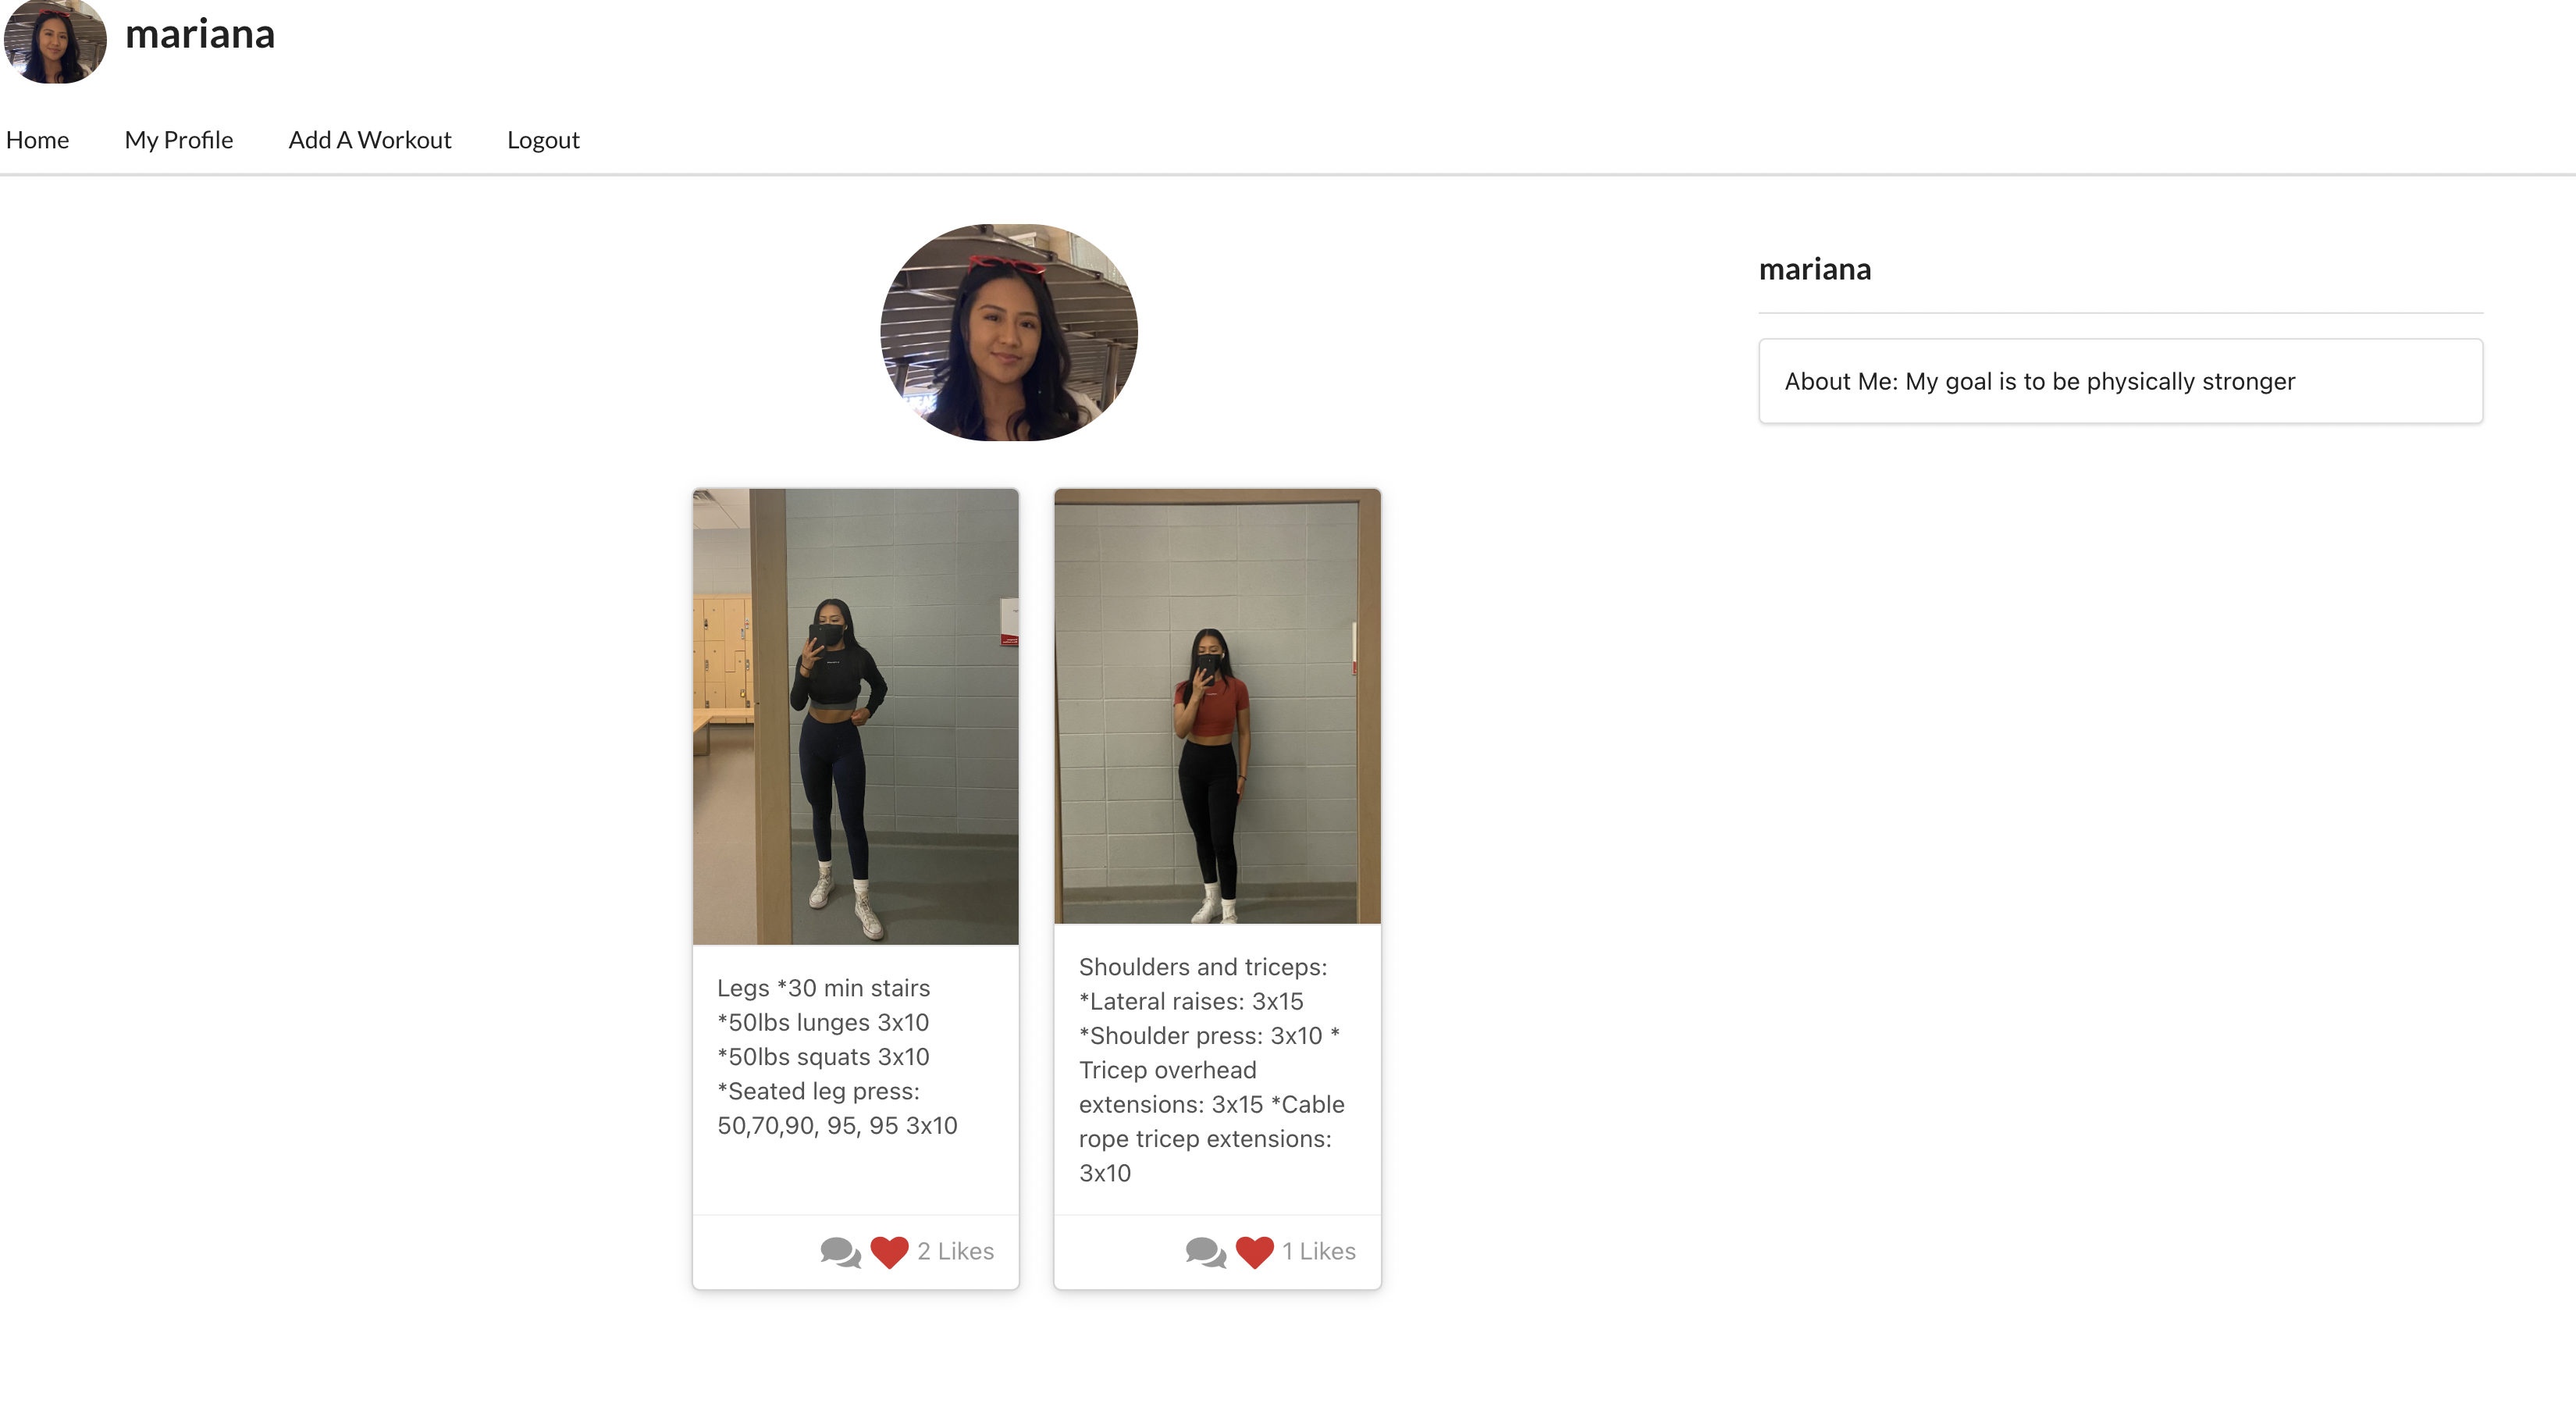 mariana
Home My Profile Add A Workout Logout
mariana
About Me: My goal is to be physically stronger
Legs *30 min stairs
*50lbs lunges 3x10
*50lbs squats 3x10
*Seated leg press:
50,70,90, 95, 95 3x10
2 Likes
Shoulders and triceps:
*Lateral raises: 3x15
*Shoulder press: 3x10 *
Tricep overhead
extensions: 3x15 *Cable
rope tricep extensions:
3x10
1 Likes